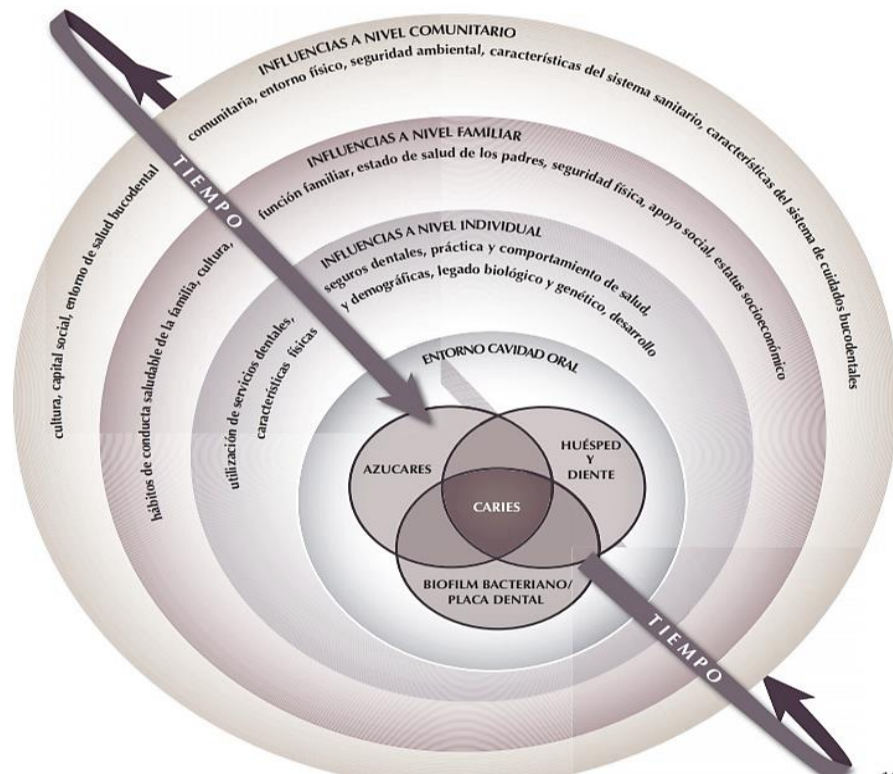 INFLUENCIAS A NIVEL COMUNITARIO
cultura, capital social, entorno de salud bucodental comunitaria, entorno físico, seguridad ambiental, características del sistema sanitario, características del sistema de cuidados bucodentales
INFLUENCIAS A NIVEL FAMILIAR
hábitos de conducta saludable de la familia, cultura, función familiar, estado de salud de los padres, seguridad física, apoyo social, estatus socioeconómico
INFLUENCIAS A NIVEL INDIVIDUAL
utilización de servicios dentales, seguros dentales, práctica y comportamiento de salud,
características físicas y demográficas, legado biológico y genético, desarrollo
ENTORNO CAVIDAD ORAL
TIEMPO
AZUCARES
HUÉSPED
Y
DIENTE
CARIES
BIOFILM BACTERIANO/
PLACA DENTAL
TIEMPO